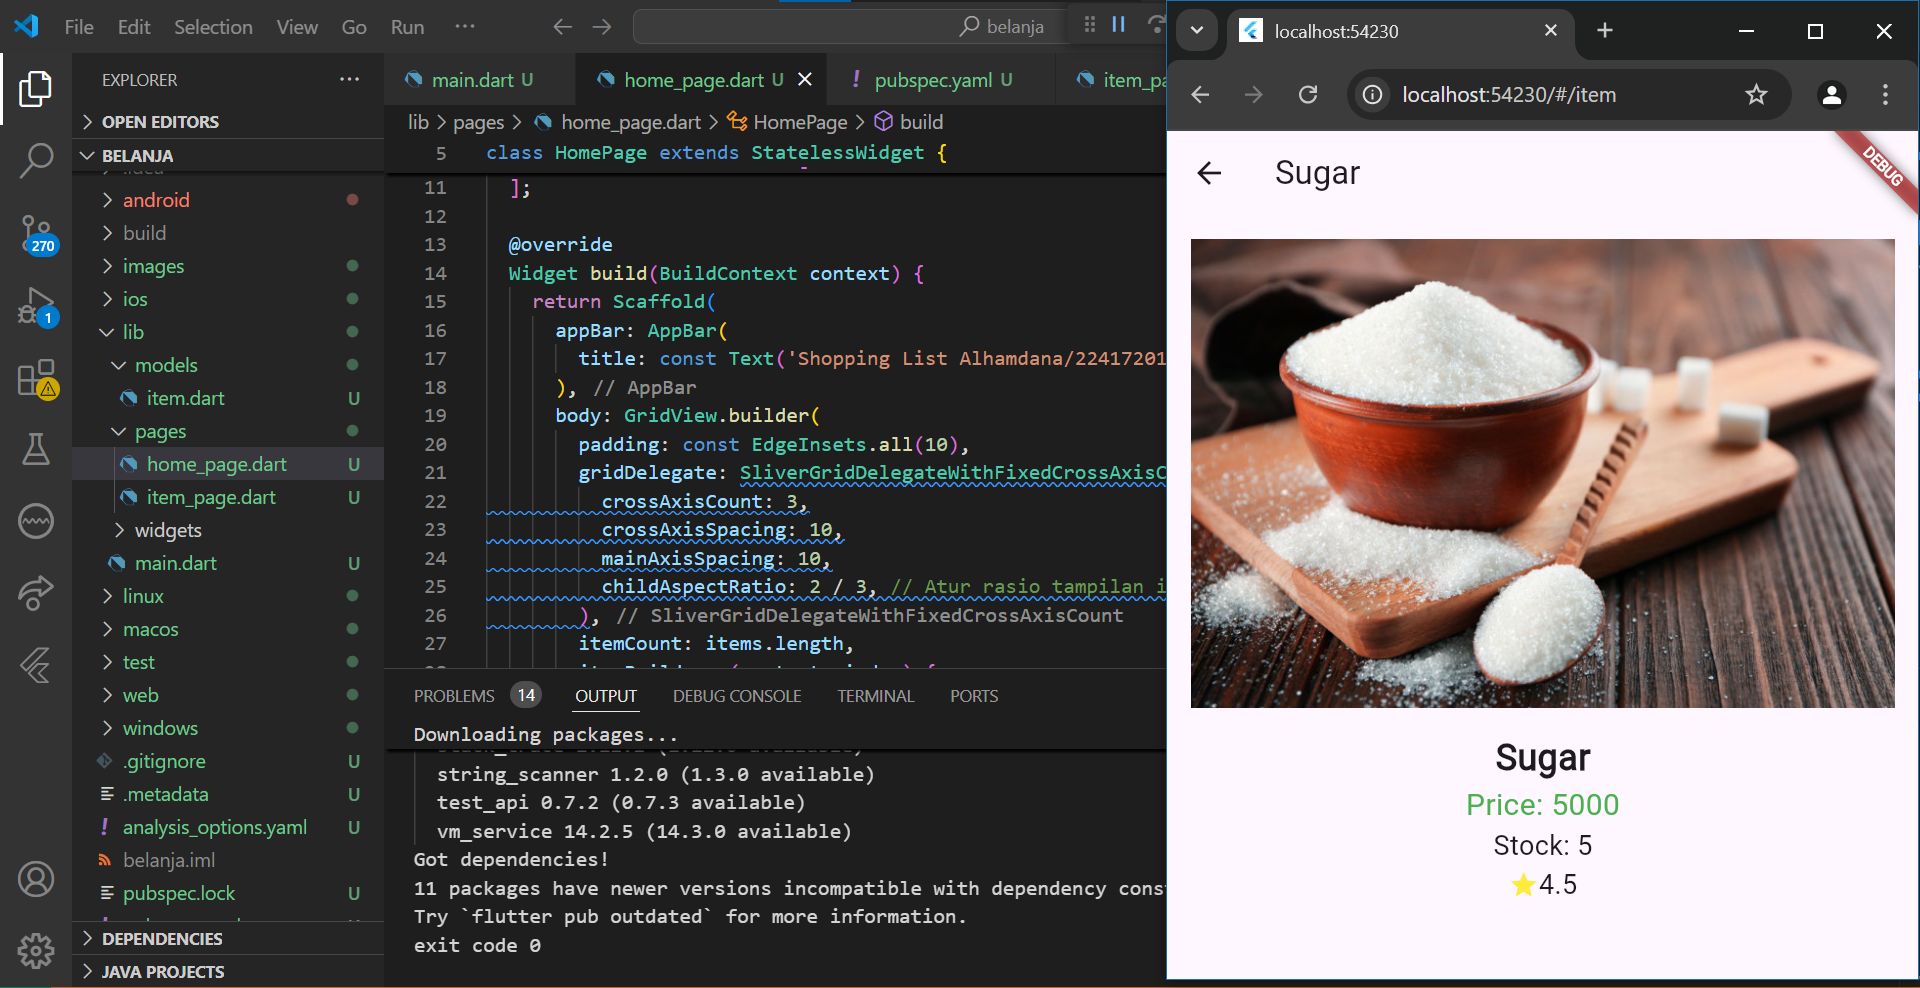 File Edit Selection View Go Run ···
belanja
EXPLORER
OPEN EDITORS
BELANJA
.idea
android
build
images
ios
lib
models
item.dart U
pages
home_page.dart U
item_page.dart U
widgets
main.dart U
linux
macos
test
web
windows
.gitignore U
.metadata U
analysis_options.yaml U
belanja.iml
pubspec.lock U
DEPENDENCIES
JAVA PROJECTS
270
1
main.dart U
home_page.dart U
pubspec.yaml U
item_pa
lib > pages > home_page.dart > HomePage > build
5 class HomePage extends StatelessWidget {
11 ];
12
13 @override
14 Widget build(BuildContext context) {
15 return Scaffold(
16 appBar: AppBar(
17 title: const Text('Shopping List Alhamdana/22417201
18 ), // AppBar
19 body: GridView.builder(
20 padding: const EdgeInsets.all(10),
21 gridDelegate: SliverGridDelegateWithFixedCrossAxisC
22 crossAxisCount: 3,
23 crossAxisSpacing: 10,
24 mainAxisSpacing: 10,
25 childAspectRatio: 2 / 3, // Atur rasio tampilan i
26 ), // SliverGridDelegateWithFixedCrossAxisCount
27 itemCount: items.length,
PROBLEMS 14 OUTPUT DEBUG CONSOLE TERMINAL PORTS
Downloading packages...
string_scanner 1.2.0 (1.3.0 available)
test_api 0.7.2 (0.7.3 available)
vm_service 14.2.5 (14.3.0 available)
Got dependencies!
11 packages have newer versions incompatible with dependency cons
Try `flutter pub outdated` for more information.
exit code 0
localhost:54230
localhost:54230/#/item
DEBUG
Sugar
Sugar
Price: 5000
Stock: 5
4.5